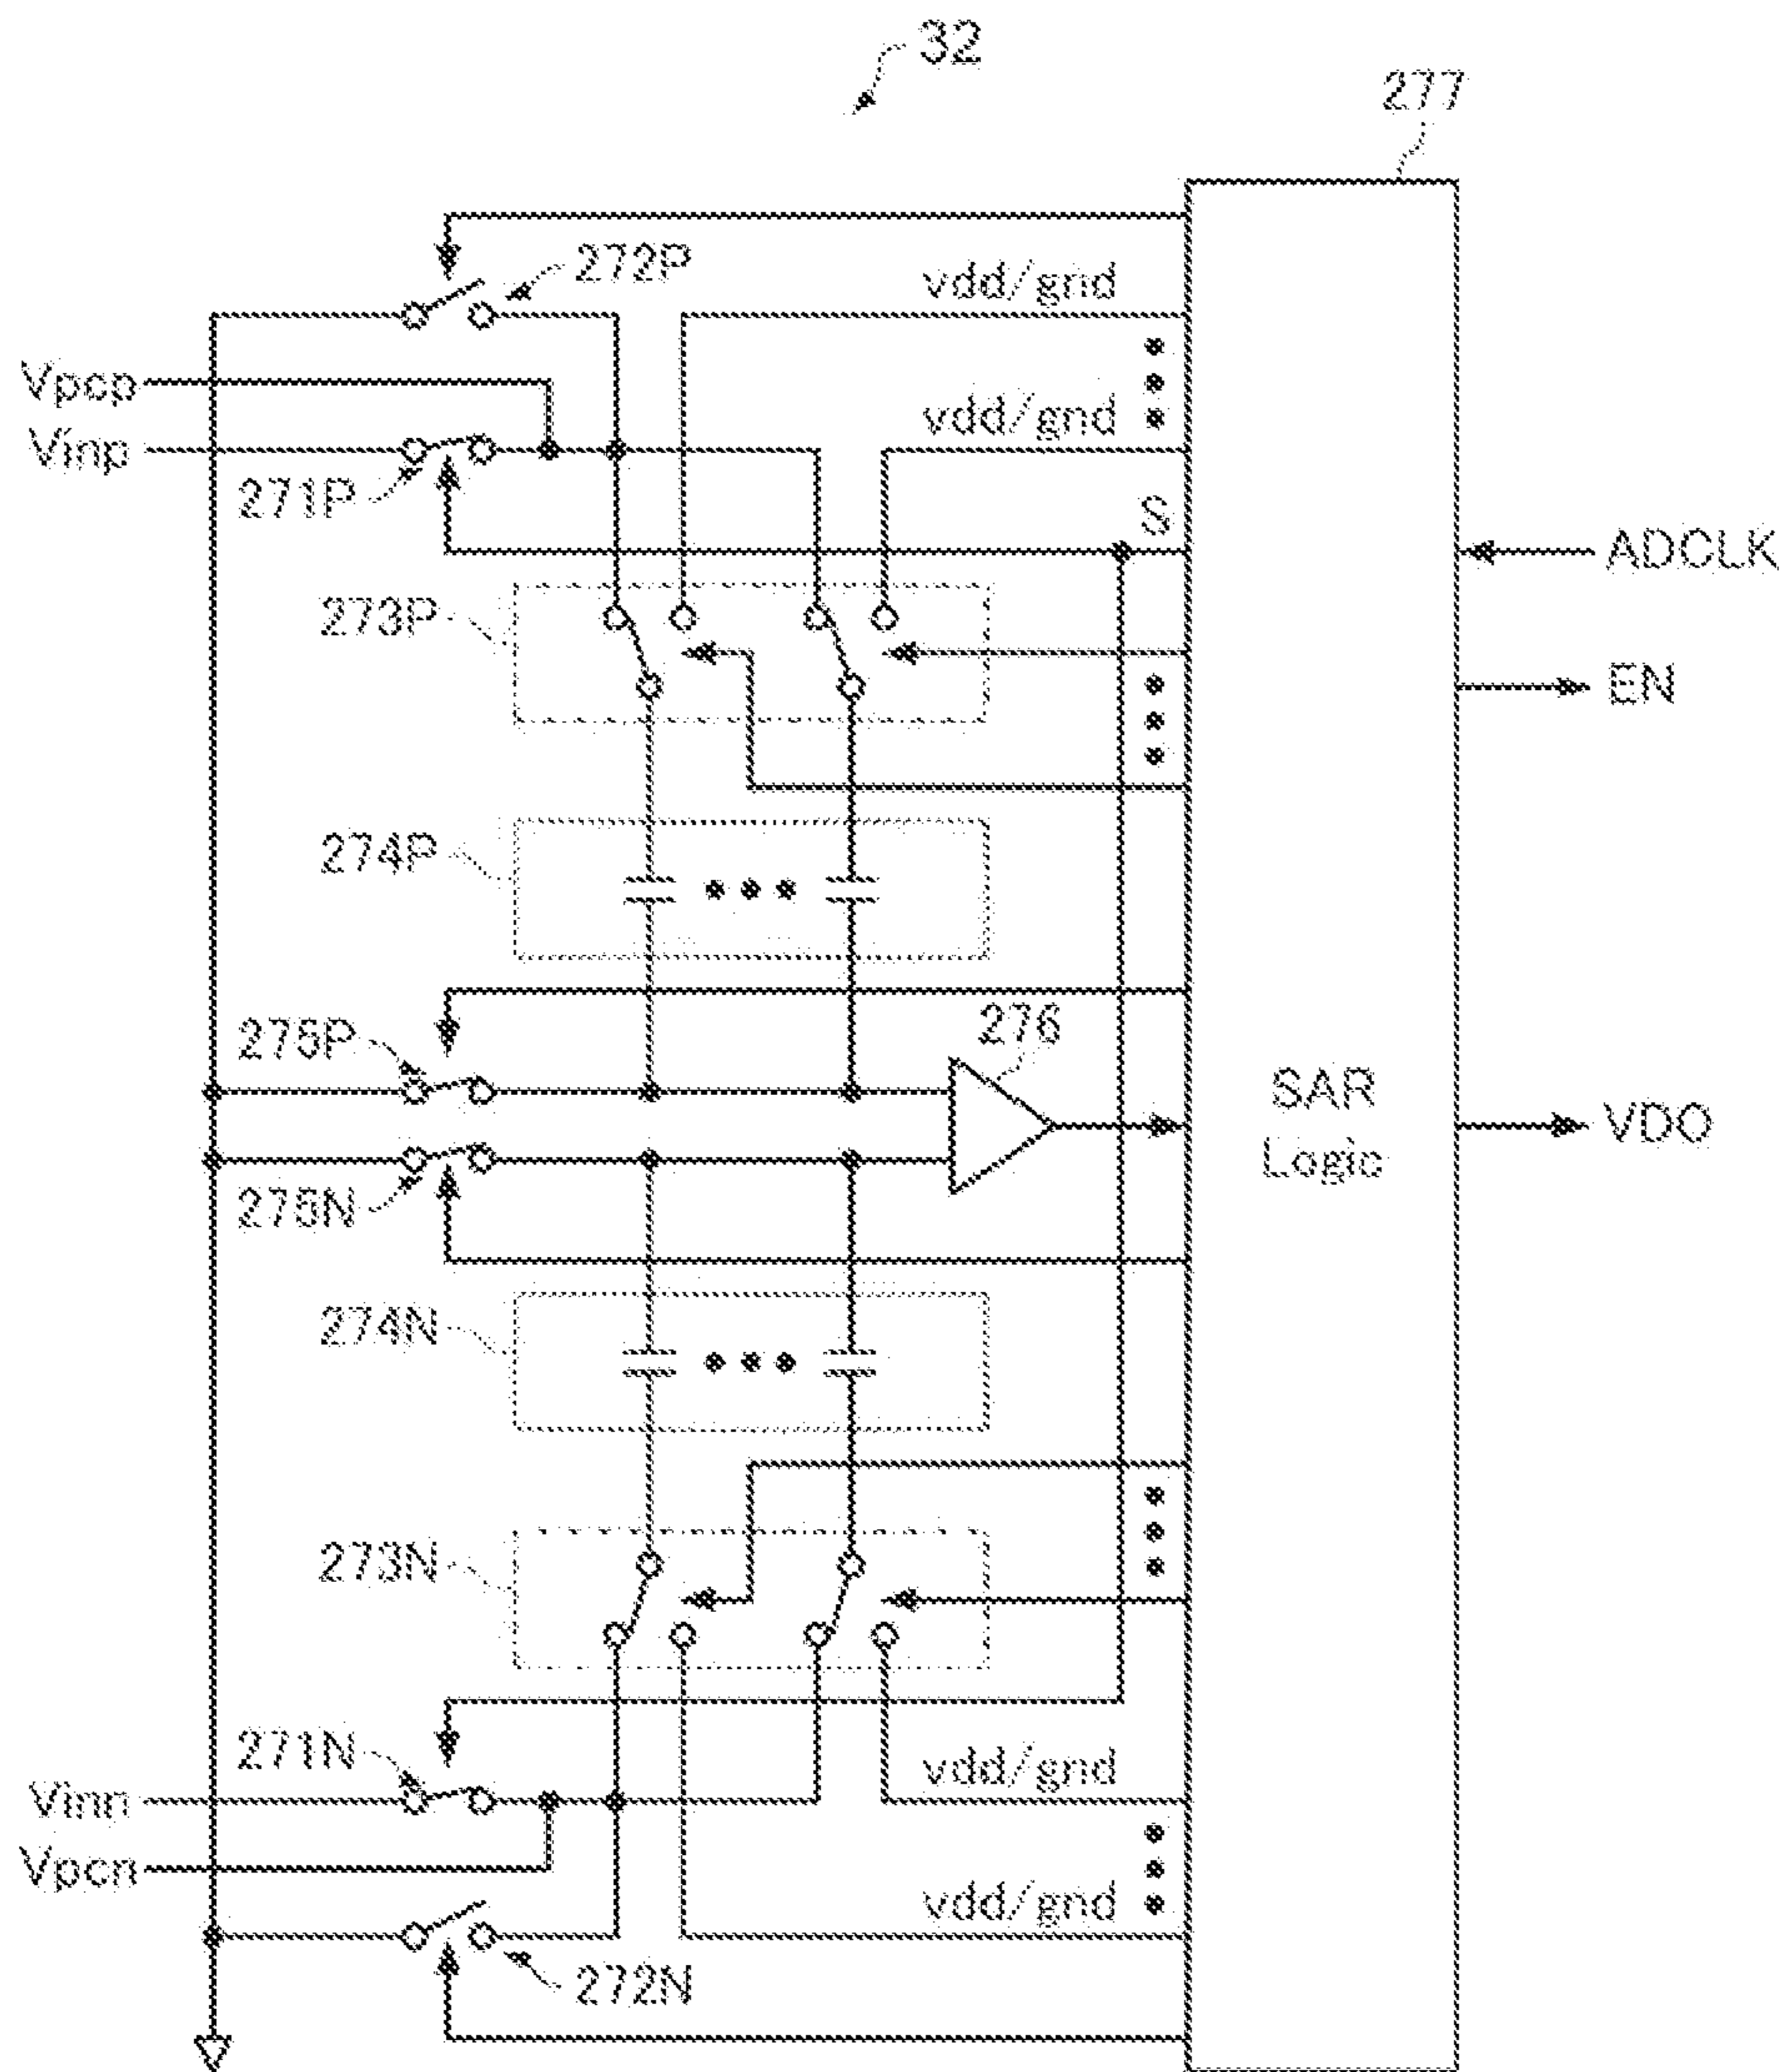 32
277
272P
vdd/gnd
Vpcp
vdd/gnd
Vinp
271P
S
ADCLK
273P
EN
274P
275P
276
SAR
Logic
VDO
275N
274N
273N
271N
vdd/gnd
Vinn
Vpcn
vdd/gnd
272N